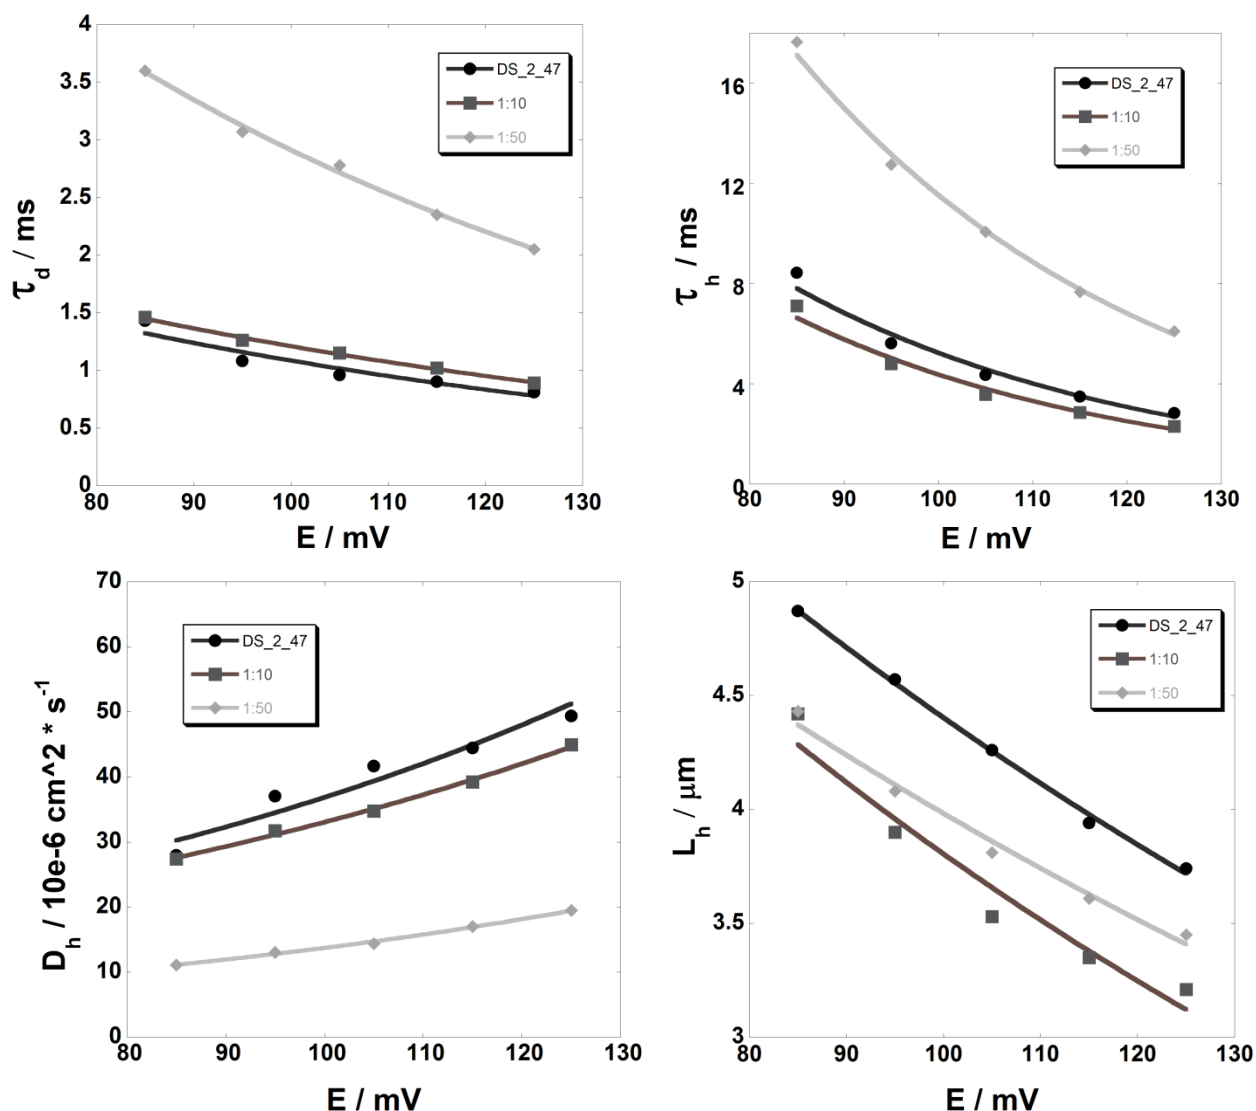 4
3.5
3
2.5
2
1.5
1
0.5
0
τd / ms
DS_2_47
1:10
1:50
80 90 100 110 120 130
E / mV
16
12
8
4
0
τh / ms
DS_2_47
1:10
1:50
80 90 100 110 120 130
E / mV
70
60
50
40
30
20
10
0
Dh / 10e-6 cm^2 * s-1
DS_2_47
1:10
1:50
80 90 100 110 120 130
E / mV
5
4.5
4
3.5
3
Lh / μm
DS_2_47
1:10
1:50
80 90 100 110 120 130
E / mV